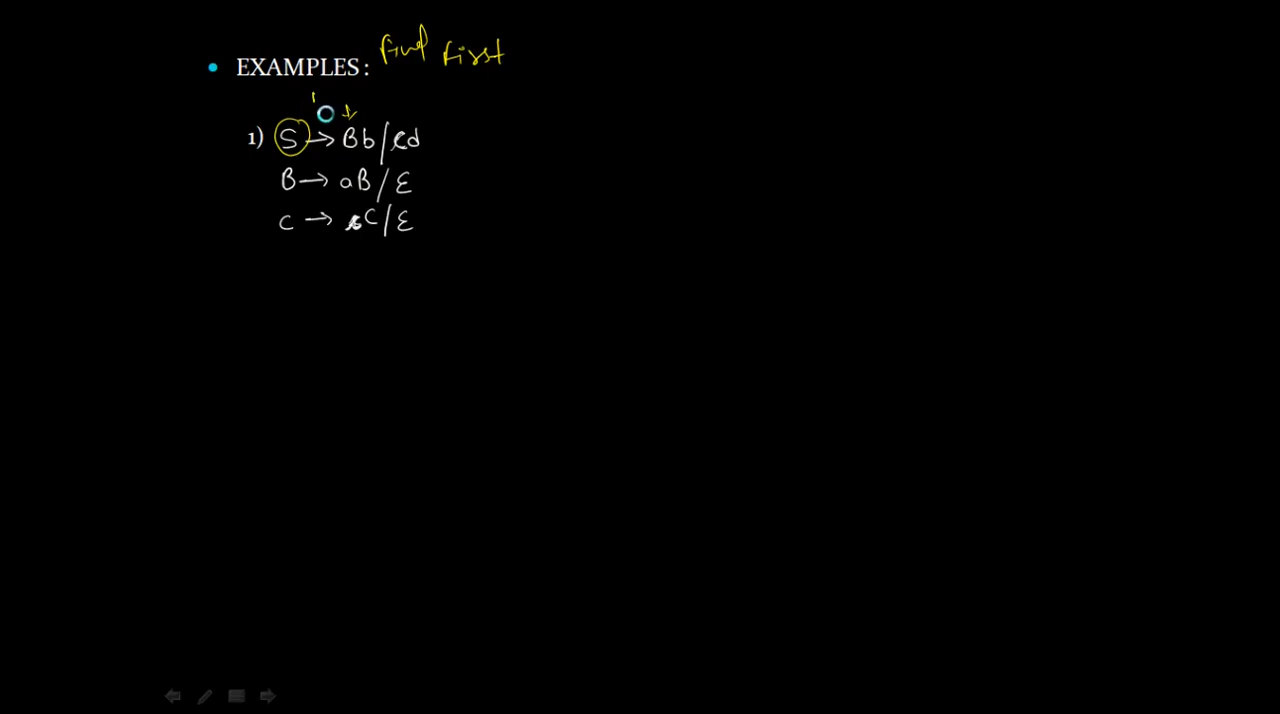 • EXAMPLES: find first
1) S → Bb/Cd
B → aB/ε
C → C/ε